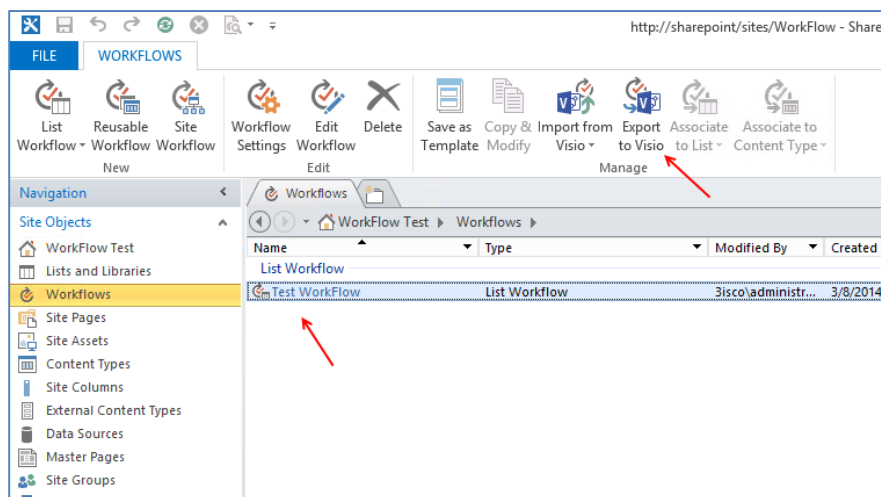 http://sharepoint/sites/WorkFlow - Share
FILE WORKFLOWS
List Workflow
Reusable Workflow
Site Workflow
New
Workflow Settings
Edit Workflow
Delete
Edit
Save as Template
Copy & Modify
Import from Visio
Export to Visio
Associate to List
Associate to Content Type
Manage
Navigation
Site Objects
WorkFlow Test
Lists and Libraries
Workflows
Site Pages
Site Assets
Content Types
Site Columns
External Content Types
Data Sources
Master Pages
Site Groups
Workflows
WorkFlow Test Workflows
Name Type Modified By Created
List Workflow
Test WorkFlow List Workflow 3isco\administr... 3/8/2014